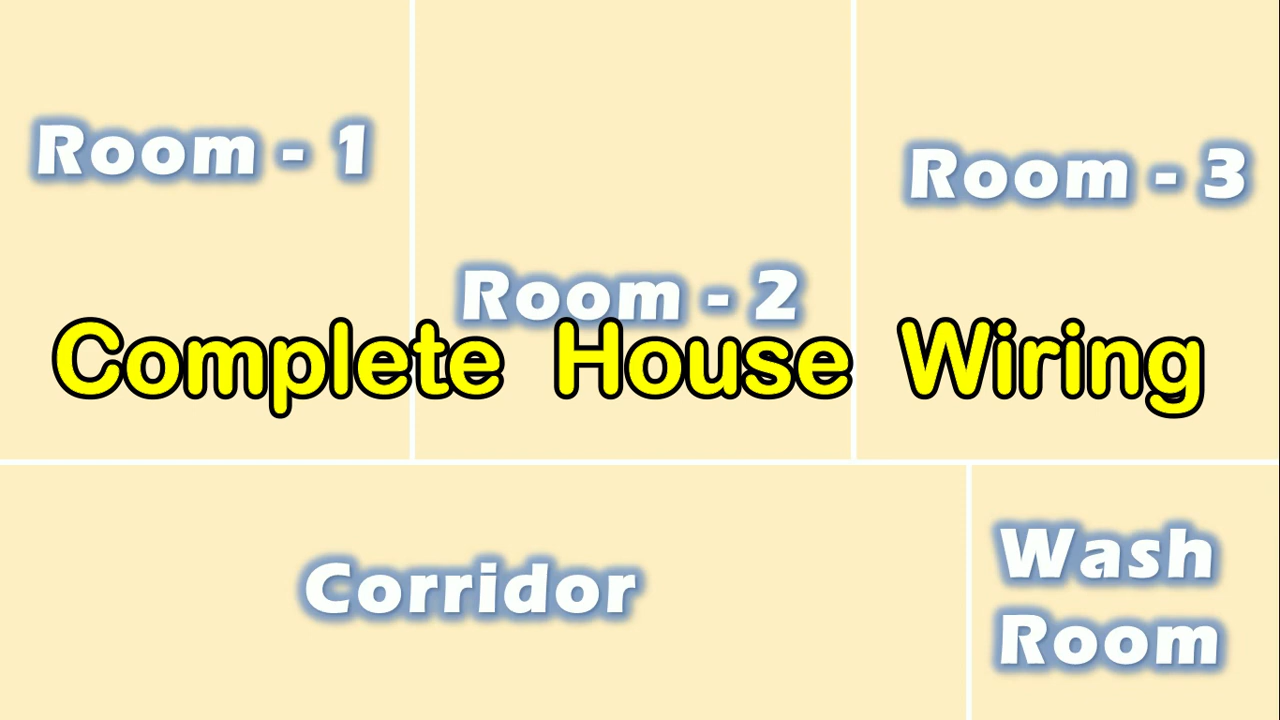 Room - 1
Room - 3
Room - 2
Complete House Wiring
Corridor
Wash
Room